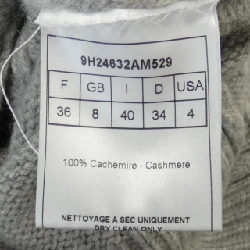 9H24632AM529
F GB I D USA
36 8 40 34 4
100% Cachemire - Cashmere
NETTOYAGE A SEC UNIQUEMENT
DRY CLEAN ONLY